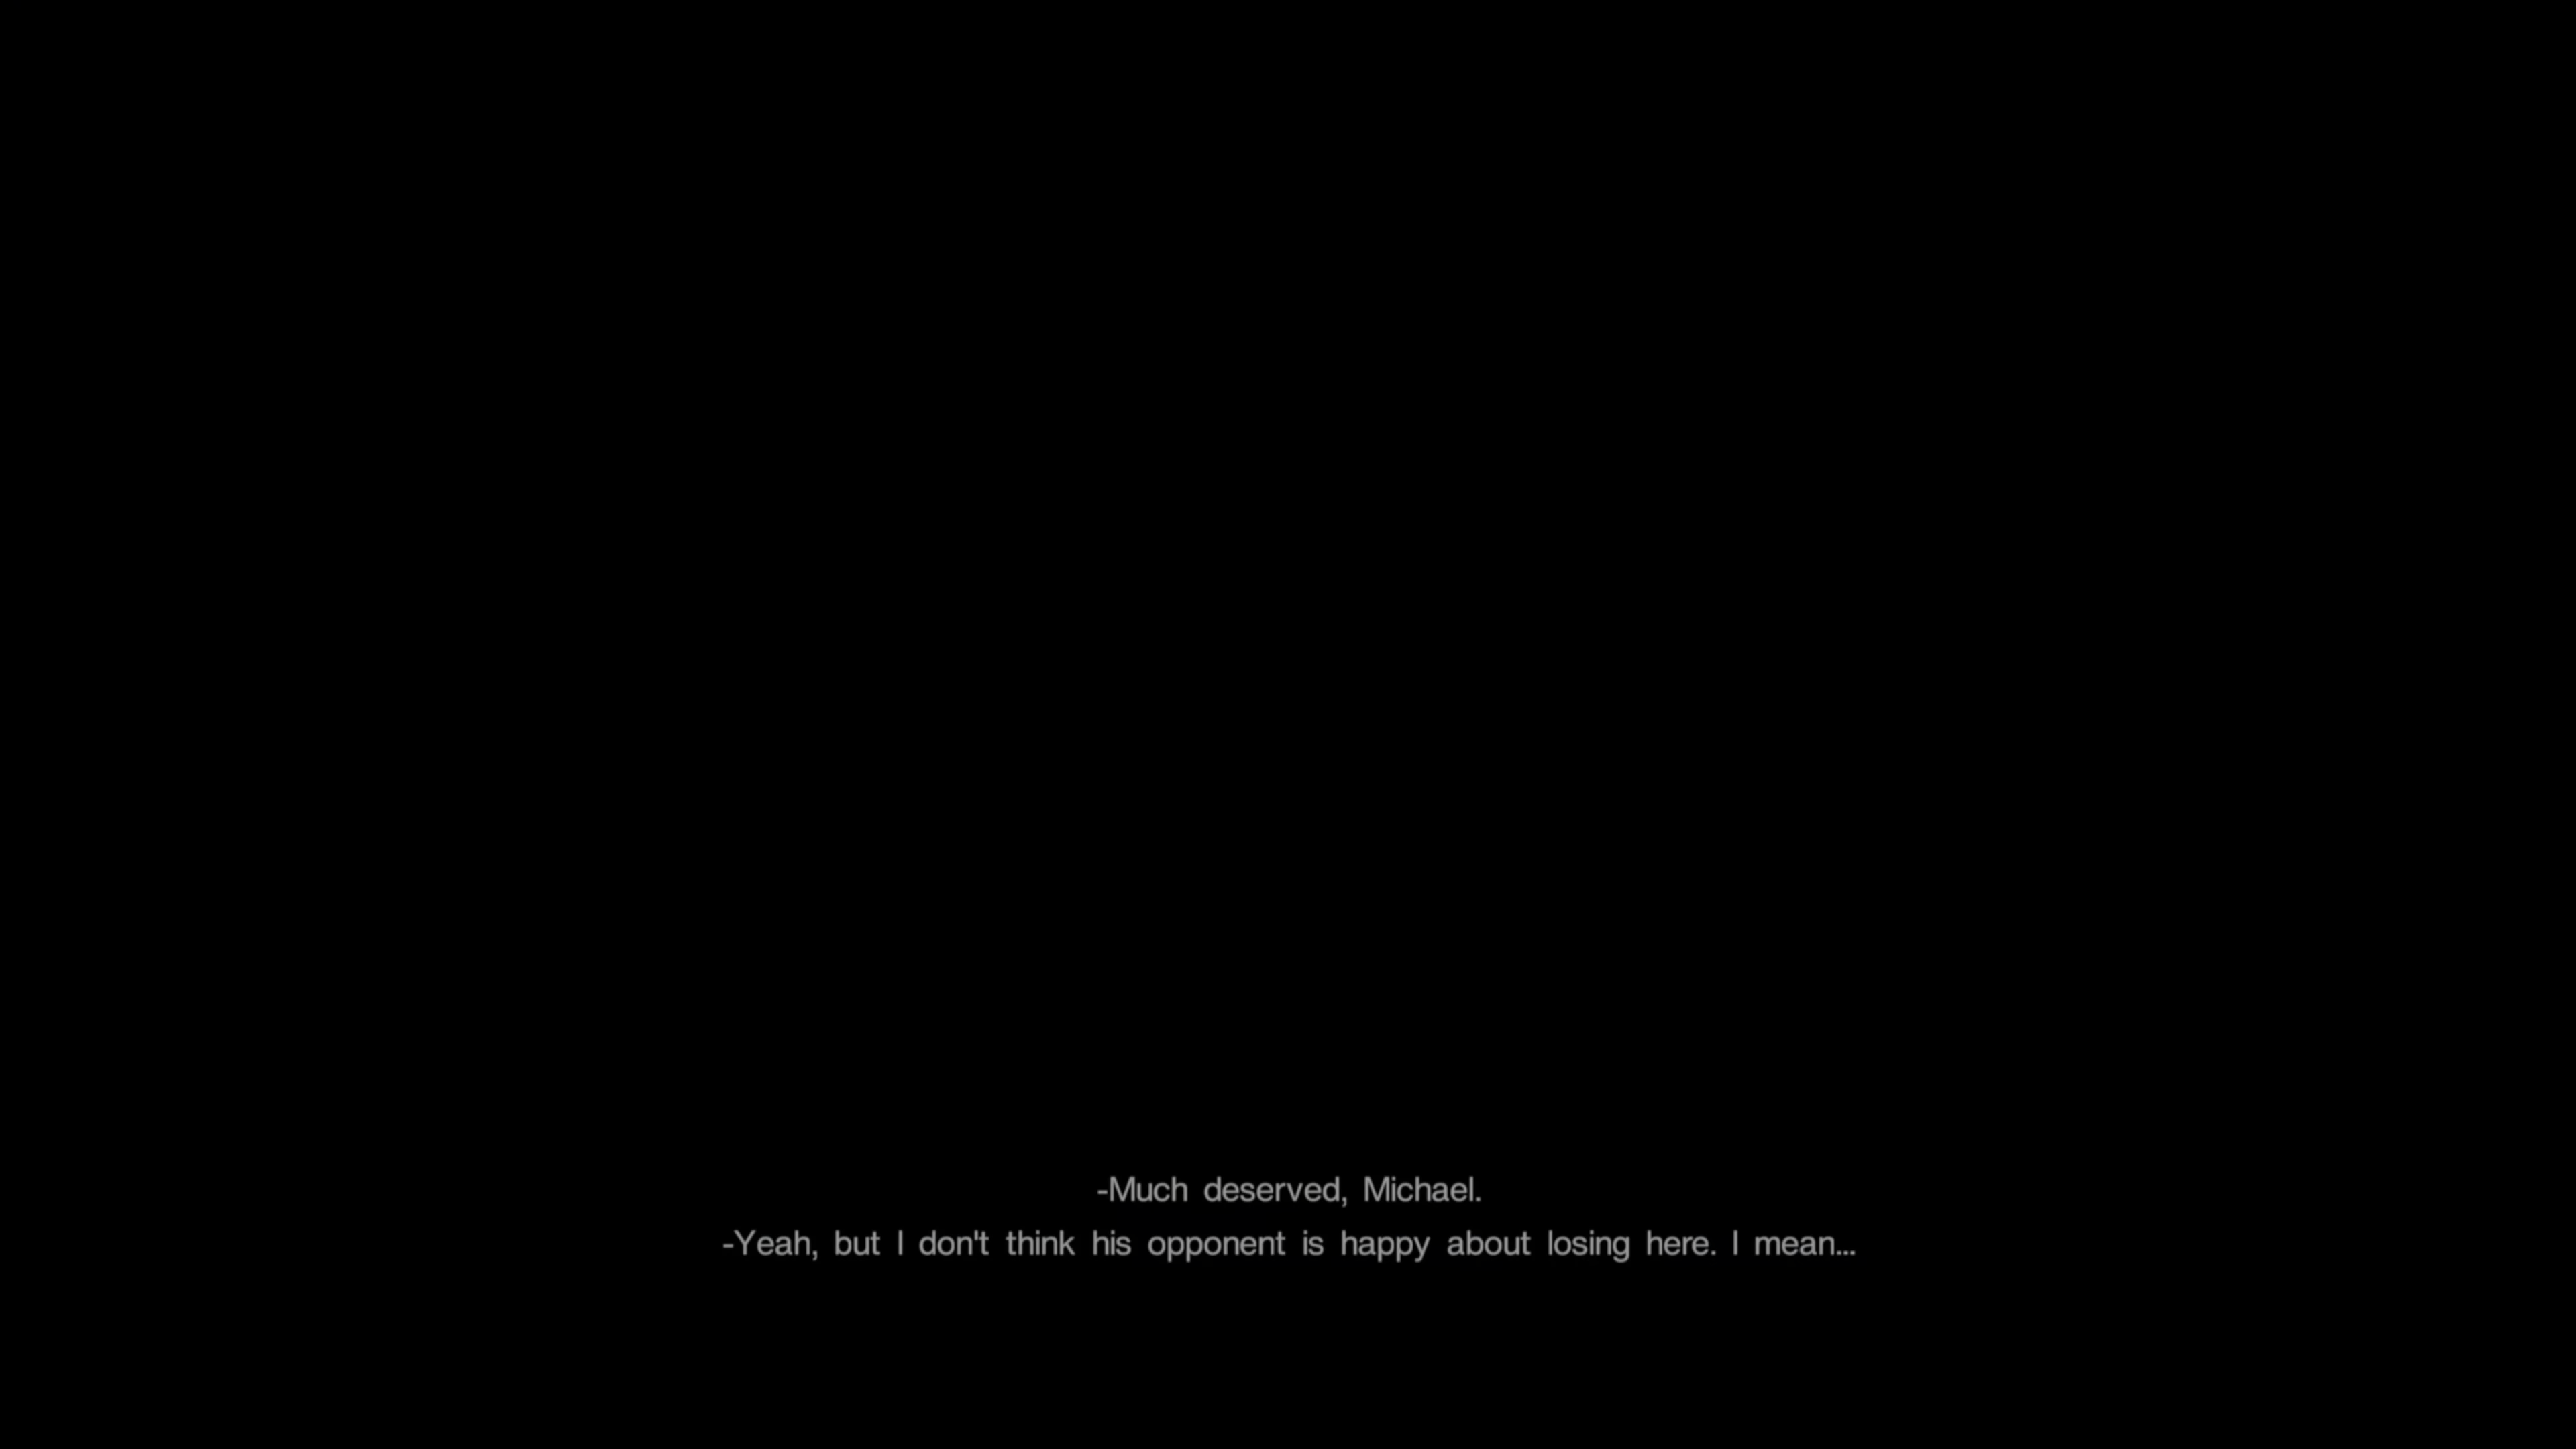 -Much deserved, Michael.
-Yeah, but I don't think his opponent is happy about losing here. I mean...